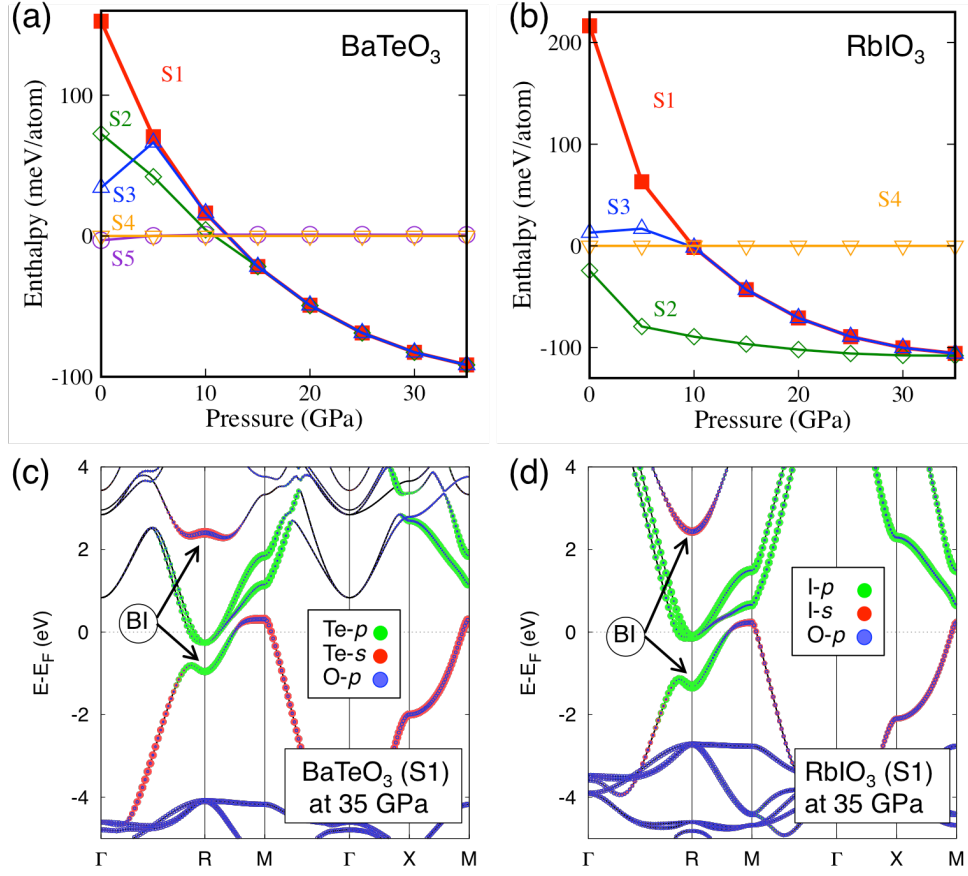 (a)
BaTeO3
S1
S2
S3
S4
S5
100
0
-100
Enthalpy (meV/atom)
0 10 20 30
Pressure (GPa)
(b)
RbIO3
S1
S3
S4
S2
200
100
0
-100
Enthalpy (meV/atom)
0 10 20 30
Pressure (GPa)
(c)
4
2
0
-2
-4
E-EF (eV)
BI
Te-p
Te-s
O-p
BaTeO3 (S1)
at 35 GPa
Γ R M Γ X M
(d)
4
2
0
-2
-4
E-EF (eV)
BI
I-p
I-s
O-p
RbIO3 (S1)
at 35 GPa
Γ R M Γ X M